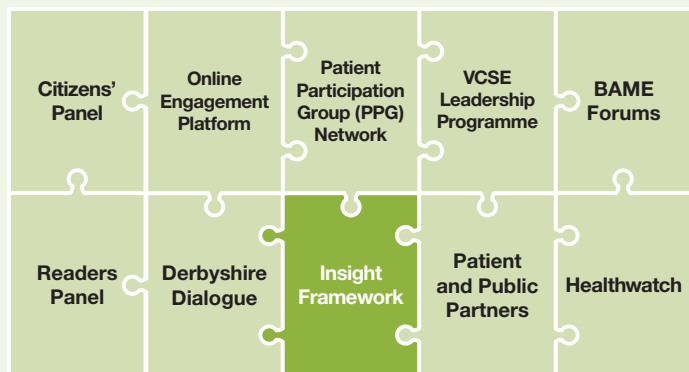 Citizens’
Panel
Online
Engagement
Platform
Patient
Participation
Group (PPG)
Network
VCSE
Leadership
Programme
BAME
Forums
Readers
Panel
Derbyshire
Dialogue
Insight
Framework
Patient
and Public
Partners
Healthwatch